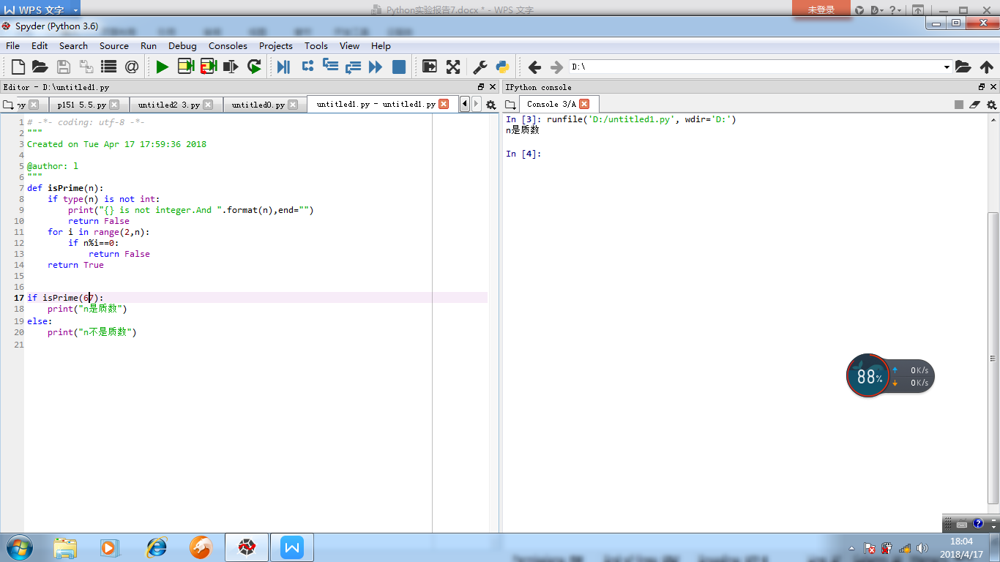 WPS 文字
Python实验报告7.docx * - WPS 文字
未登录
Spyder (Python 3.6)
File Edit Search Source Run Debug Consoles Projects Tools View Help
D:\
Editor - D:\untitled1.py
IPython console
py
p151 5.5.py
untitled2 3.py
untitled0.py
untitled1.py - untitled1.py
Console 3/A
1 # -*- coding: utf-8 -*-
2 """
3 Created on Tue Apr 17 17:59:36 2018
4
5 @author: l
6 """
7 def isPrime(n):
8     if type(n) is not int:
9         print("{} is not integer.And ".format(n),end="")
10         return False
11     for i in range(2,n):
12         if n%i==0:
13             return False
14     return True
15
16
17 if isPrime(67):
18     print("n是质数")
19 else:
20     print("n不是质数")
21
In [3]: runfile('D:/untitled1.py', wdir='D:')
n是质数
In [4]:
88%
0K/s
0K/s
18:04
2018/4/17